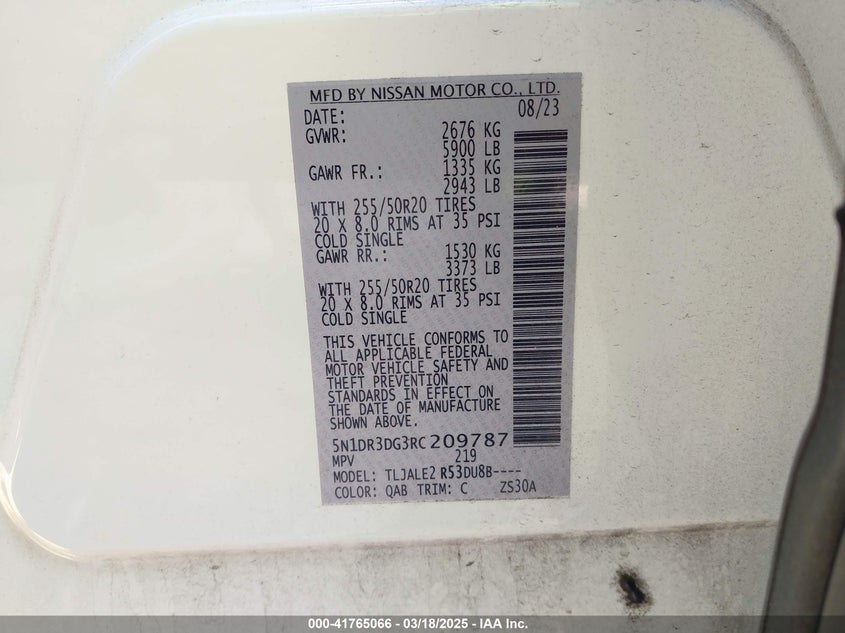 MFD BY NISSAN MOTOR CO., LTD.
DATE: 08/23
GVWR: 2676 KG
5900 LB
GAWR FR.: 1335 KG
2943 LB
WITH 255/50R20 TIRES
20 X 8.0 RIMS AT 35 PSI
COLD SINGLE
GAWR RR.: 1530 KG
3373 LB
WITH 255/50R20 TIRES
20 X 8.0 RIMS AT 35 PSI
COLD SINGLE
THIS VEHICLE CONFORMS TO
ALL APPLICABLE FEDERAL
MOTOR VEHICLE SAFETY AND
THEFT PREVENTION
STANDARDS IN EFFECT ON
THE DATE OF MANUFACTURE
SHOWN ABOVE.
5N1DR3DG3RC209787
MPV 219
MODEL: TLJALE2 R53DU8B----
COLOR: QAB TRIM: C ZS30A
000-41765066 - 03/18/2025 - IAA Inc.